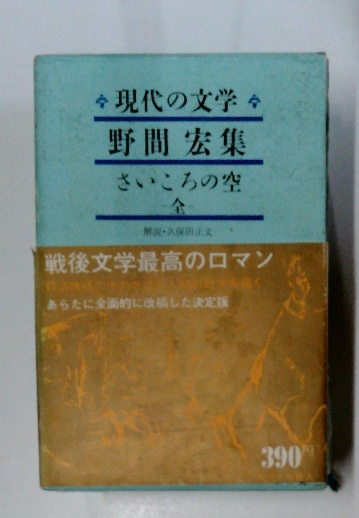 現代の文学
野間 宏集
さいころの空
全
解説・久保田正文
戦後文学最高のロマン
あらたに全面的に改稿した決定版
390円